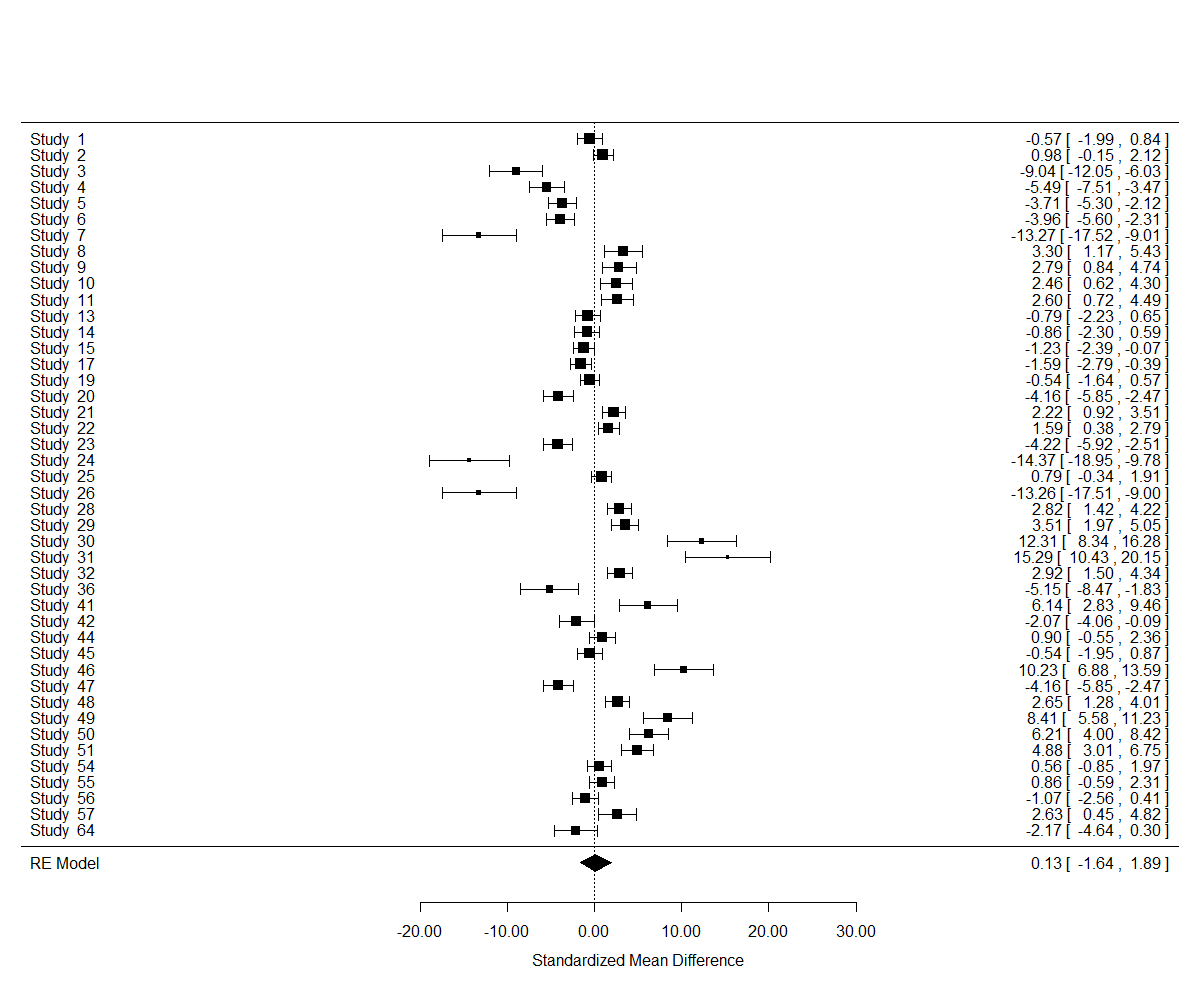 Study 1 -0.57 [ -1.99 , 0.84 ]
Study 2 0.98 [ -0.15 , 2.12 ]
Study 3 -9.04 [ -12.05 , -6.03 ]
Study 4 -5.49 [ -7.51 , -3.47 ]
Study 5 -3.71 [ -5.30 , -2.12 ]
Study 6 -3.96 [ -5.60 , -2.31 ]
Study 7 -13.27 [ -17.52 , -9.01 ]
Study 8 3.30 [ 1.17 , 5.43 ]
Study 9 2.79 [ 0.84 , 4.74 ]
Study 10 2.46 [ 0.62 , 4.30 ]
Study 11 2.60 [ 0.72 , 4.49 ]
Study 13 -0.79 [ -2.23 , 0.65 ]
Study 14 -0.86 [ -2.30 , 0.59 ]
Study 15 -1.23 [ -2.39 , -0.07 ]
Study 17 -1.59 [ -2.79 , -0.39 ]
Study 19 -0.54 [ -1.64 , 0.57 ]
Study 20 -4.16 [ -5.85 , -2.47 ]
Study 21 2.22 [ 0.92 , 3.51 ]
Study 22 1.59 [ 0.38 , 2.79 ]
Study 23 -4.22 [ -5.92 , -2.51 ]
Study 24 -14.37 [ -18.95 , -9.78 ]
Study 25 0.79 [ -0.34 , 1.91 ]
Study 26 -13.26 [ -17.51 , -9.00 ]
Study 28 2.82 [ 1.42 , 4.22 ]
Study 29 3.51 [ 1.97 , 5.05 ]
Study 30 12.31 [ 8.34 , 16.28 ]
Study 31 15.29 [ 10.43 , 20.15 ]
Study 32 2.92 [ 1.50 , 4.34 ]
Study 36 -5.15 [ -8.47 , -1.83 ]
Study 41 6.14 [ 2.83 , 9.46 ]
Study 42 -2.07 [ -4.06 , -0.09 ]
Study 44 0.90 [ -0.55 , 2.36 ]
Study 45 -0.54 [ -1.95 , 0.87 ]
Study 46 10.23 [ 6.88 , 13.59 ]
Study 47 -4.16 [ -5.85 , -2.47 ]
Study 48 2.65 [ 1.28 , 4.01 ]
Study 49 8.41 [ 5.58 , 11.23 ]
Study 50 6.21 [ 4.00 , 8.42 ]
Study 51 4.88 [ 3.01 , 6.75 ]
Study 54 0.56 [ -0.85 , 1.97 ]
Study 55 0.86 [ -0.59 , 2.31 ]
Study 56 -1.07 [ -2.56 , 0.41 ]
Study 57 2.63 [ 0.45 , 4.82 ]
Study 64 -2.17 [ -4.64 , 0.30 ]
RE Model 0.13 [ -1.64 , 1.89 ]
-20.00 -10.00 0.00 10.00 20.00 30.00
Standardized Mean Difference